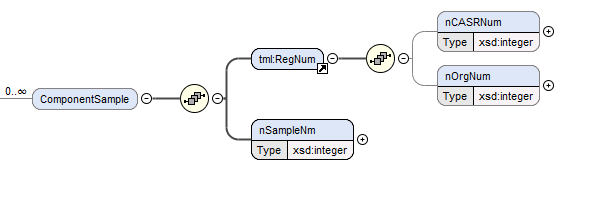 nCASRNum
Type xsd:integer
tml:RegNum
nOrgNum
Type xsd:integer
0..∞
ComponentSample
nSampleNm
Type xsd:integer